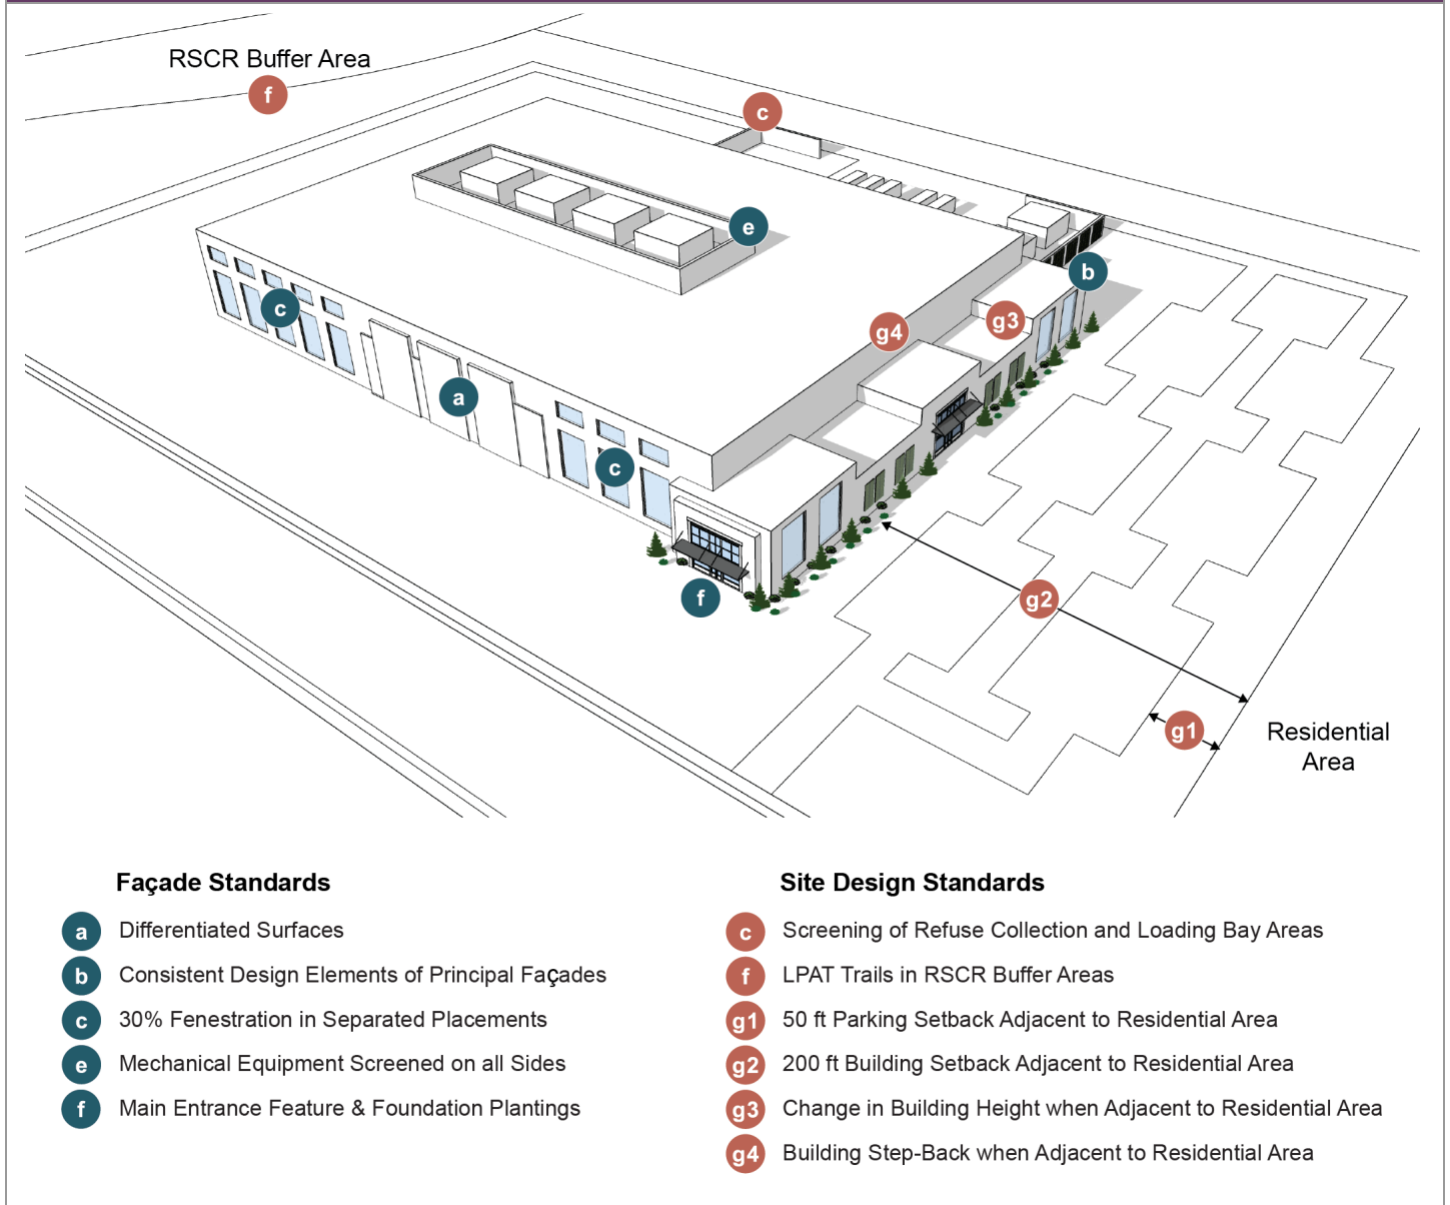 RSCR Buffer Area
f
c
e
b
c
g3
g4
a
c
f
g2
g1
Residential
Area
Façade Standards
a Differentiated Surfaces
b Consistent Design Elements of Principal Façades
c 30% Fenestration in Separated Placements
e Mechanical Equipment Screened on all Sides
f Main Entrance Feature & Foundation Plantings
Site Design Standards
c Screening of Refuse Collection and Loading Bay Areas
f LPAT Trails in RSCR Buffer Areas
g1 50 ft Parking Setback Adjacent to Residential Area
g2 200 ft Building Setback Adjacent to Residential Area
g3 Change in Building Height when Adjacent to Residential Area
g4 Building Step-Back when Adjacent to Residential Area